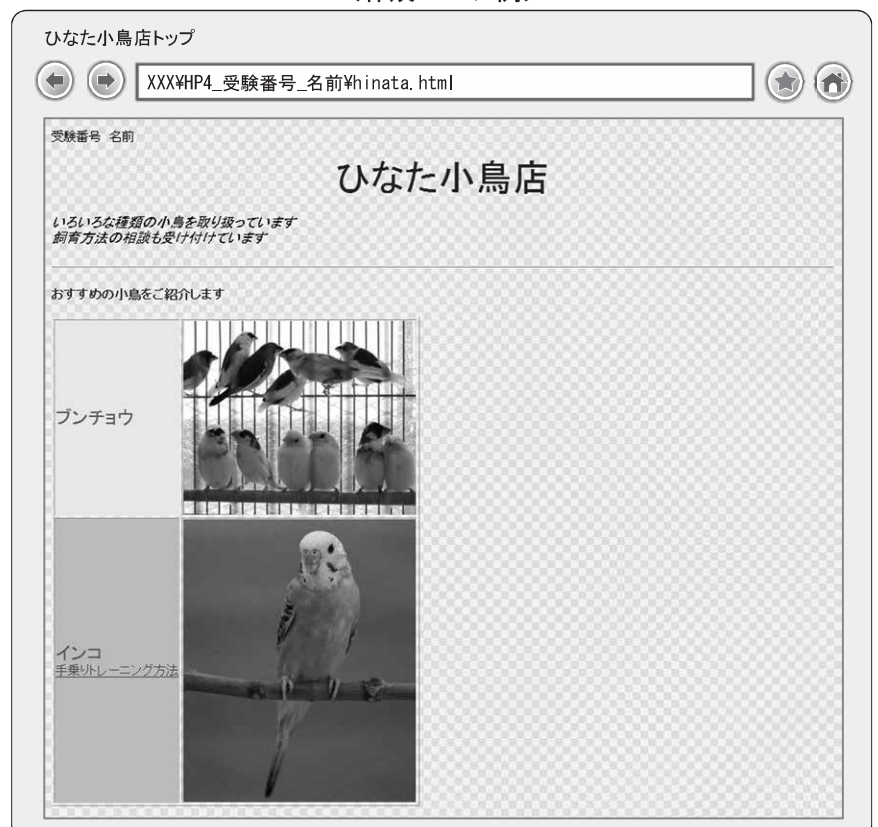 ひなた小鳥店トップ
XXX¥HP4_受験番号_名前¥hinata.html
受験番号 名前
ひなた小鳥店
いろいろな種類の小鳥を取り扱っています
飼育方法の相談も受け付けています
おすすめの小鳥をご紹介します
ブンチョウ
インコ
手乗りトレーニング方法